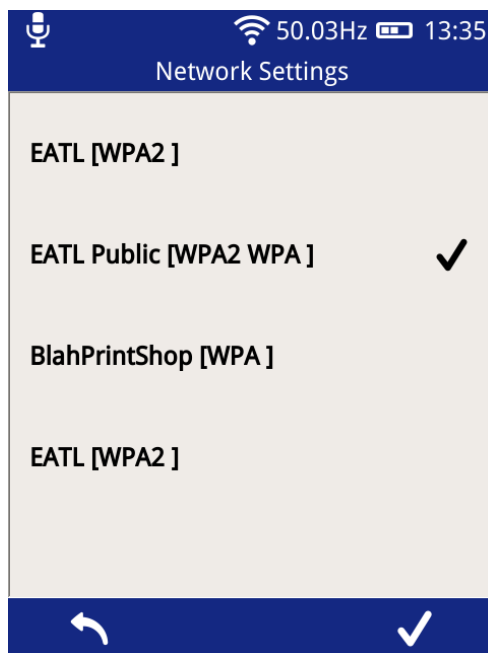 50.03Hz 13:35
Network Settings
EATL [WPA2 ]
EATL Public [WPA2 WPA ]
BlahPrintShop [WPA ]
EATL [WPA2 ]